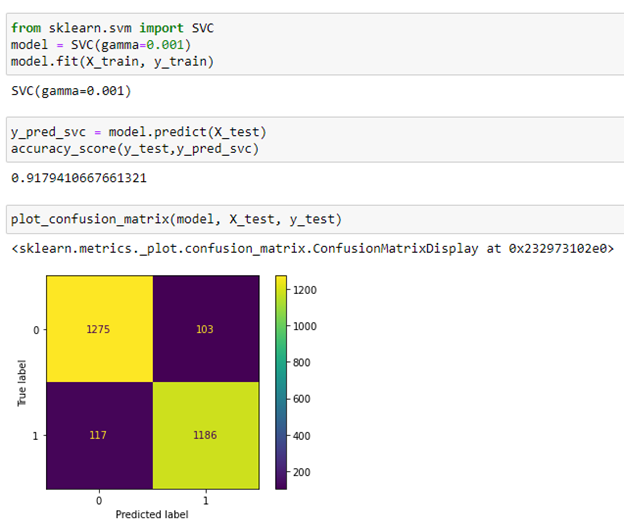 from sklearn.svm import SVC
model = SVC(gamma=0.001)
model.fit(X_train, y_train)
SVC(gamma=0.001)
y_pred_svc = model.predict(X_test)
accuracy_score(y_test,y_pred_svc)
0.9179410667661321
plot_confusion_matrix(model, X_test, y_test)
<sklearn.metrics._plot.confusion_matrix.ConfusionMatrixDisplay at 0x232973102e0>
1200
0
1275
103
1000
800
True label
600
1
117
1186
400
200
0
1
Predicted label